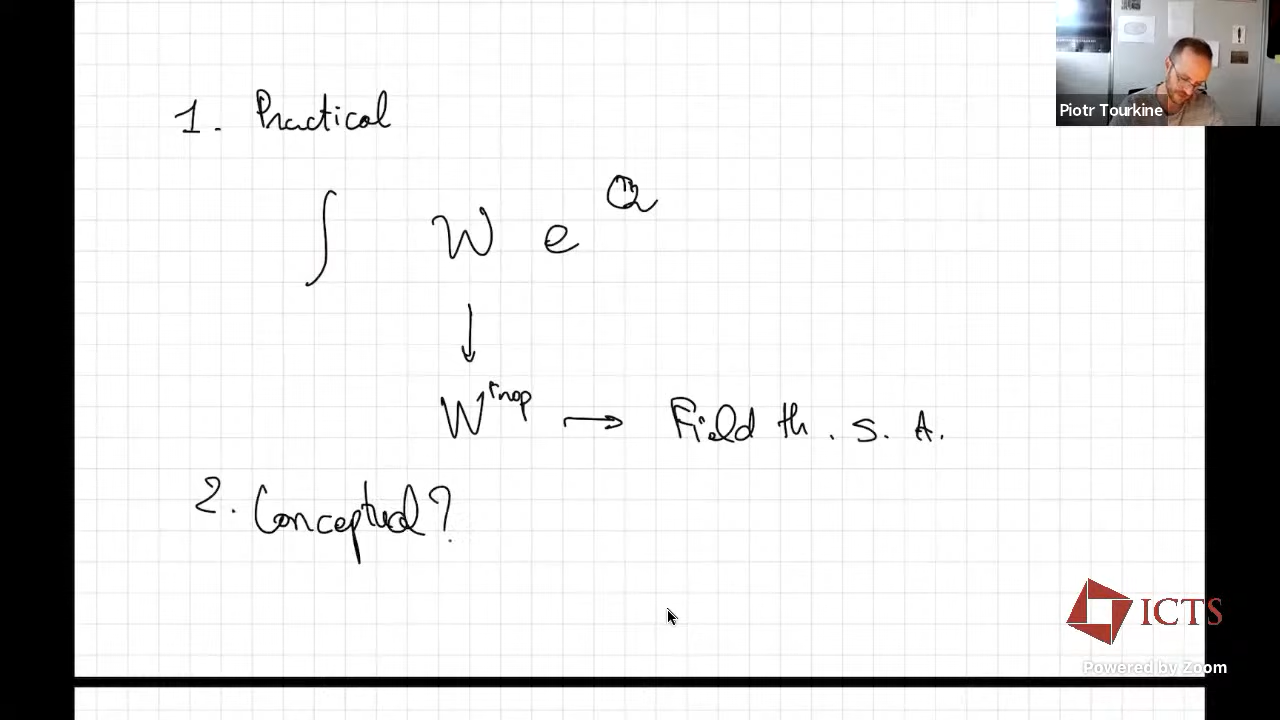 1. Practical
Piotr Tourkine
∫ W e^Q
↓
W^trop → Field th. S. A.
2. Conceptual?
ICTS
Powered by Zoom